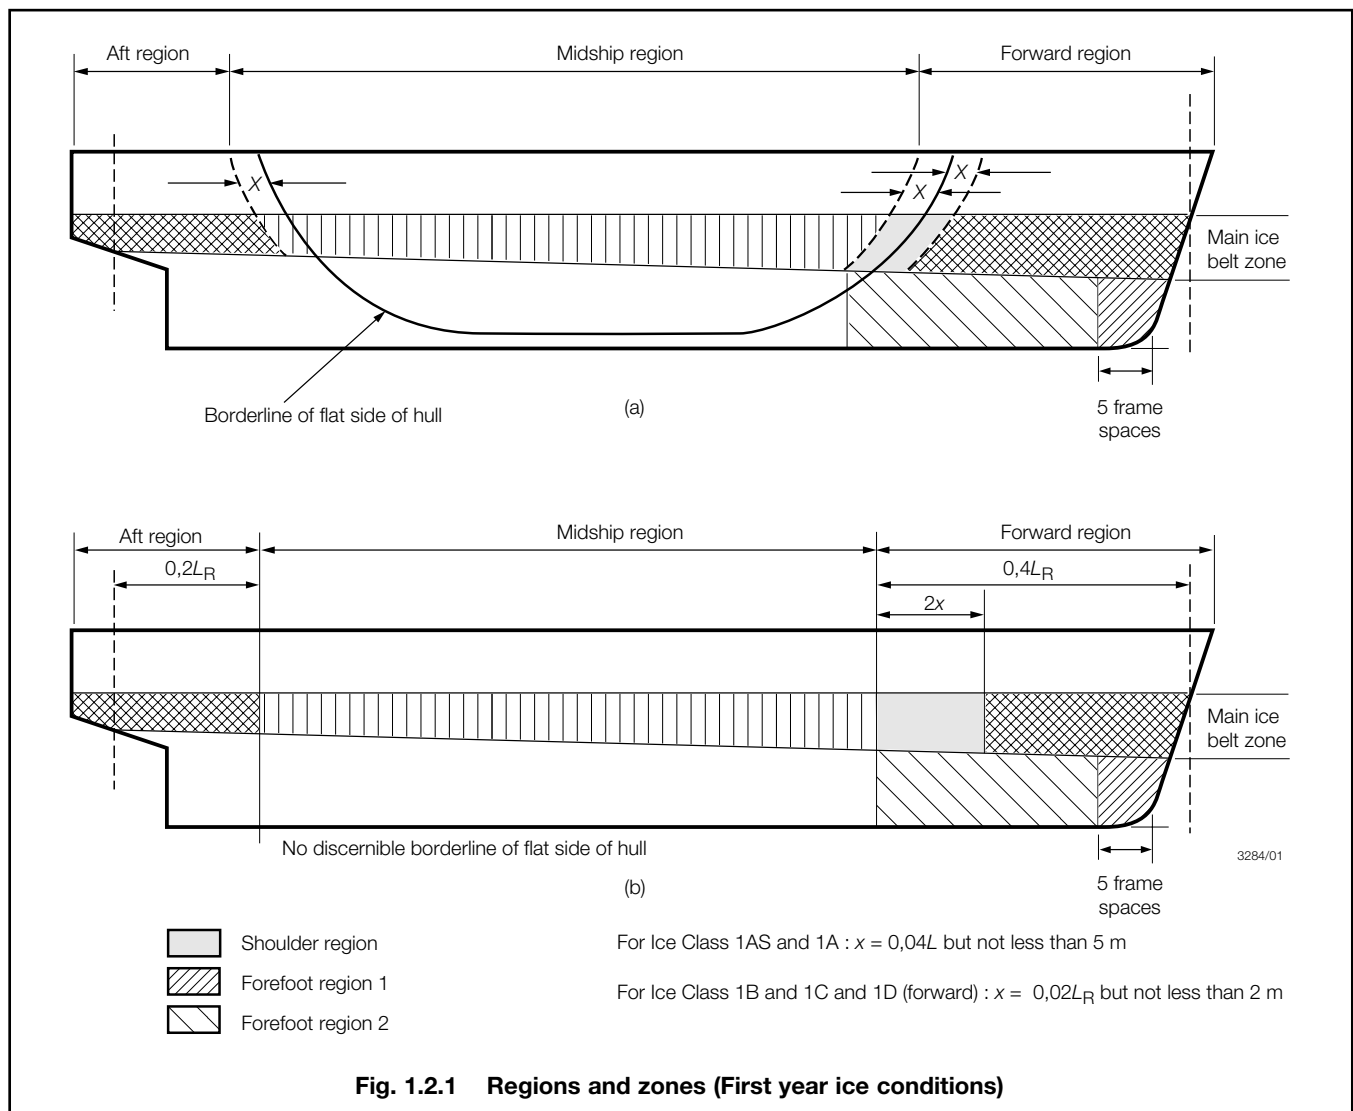 Aft region
Midship region
Forward region
x
x
x
Main ice
belt zone
Borderline of flat side of hull
(a)
5 frame
spaces
Aft region
Midship region
Forward region
0,2LR
0,4LR
2x
Main ice
belt zone
No discernible borderline of flat side of hull
3284/01
(b)
5 frame
spaces
Shoulder region
For Ice Class 1AS and 1A : x = 0,04L but not less than 5 m
Forefoot region 1
For Ice Class 1B and 1C and 1D (forward) : x = 0,02LR but not less than 2 m
Forefoot region 2
Fig. 1.2.1 Regions and zones (First year ice conditions)